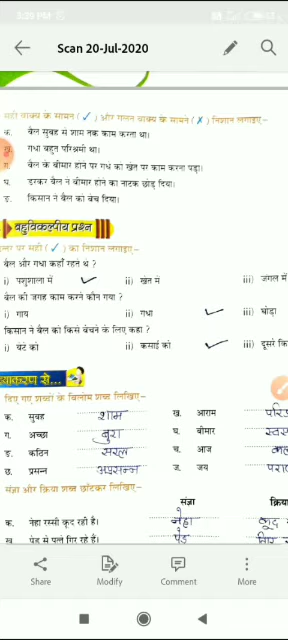 3:29 PM
Scan 20-Jul-2020
सही वाक्य के सामने (✓) और गलत वाक्य के सामने (✗) निशान लगाइए–
क. बैल सुबह से शाम तक काम करता था।
ख. गधा बहुत परिश्रमी था।
ग. बैल के बीमार होने पर गधे को खेत पर काम करना पड़ा।
घ. डरकर बैल ने बीमार होने का नाटक छोड़ दिया।
ङ. किसान ने बैल को बेच दिया।
बहुविकल्पीय प्रश्न
पर सही (✓) का निशान लगाइए–
बैल और गधा कहाँ रहते थे ?
i) पशुशाला में ✓ ii) खेत में iii) जंगल में
बैल की जगह काम करने कौन गया ?
i) गाय ii) गधा ✓ iii) घोड़ा
किसान ने बैल को किसे बेचने के लिए कहा ?
i) बेटे को ii) कसाई को ✓ iii) दूसरे
व्याकरण से...
दिए गए शब्दों के विलोम शब्द लिखिए–
क. सुबह शाम ख. आराम
ग. अच्छा बुरा घ. बीमार
ङ. कठिन सरल च. आज
छ. प्रसन्न अप्रसन्न ज. जय
संज्ञा और क्रिया शब्द छाँटकर लिखिए–
संज्ञा क्रिया
क. नेहा रस्सी कूद रही है। नेहा कूद
ख. पेड़ से पत्ते गिर रहे हैं। पेड़ गिर
Share Modify Comment More